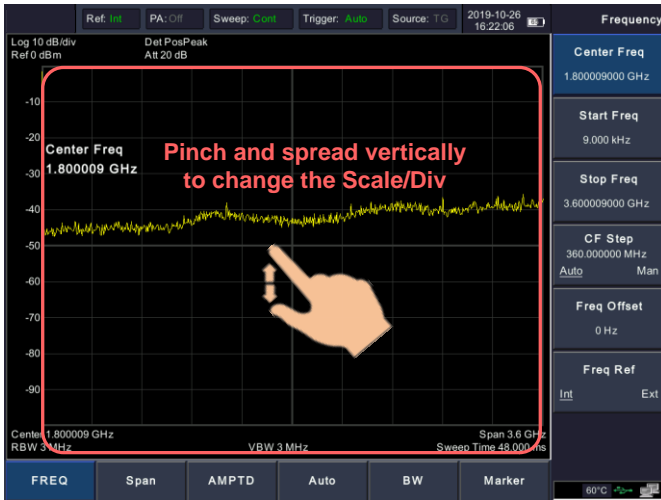 Ref: Int PA: Off Sweep: Cont Trigger: Auto Source: TG 2019-10-26
16:22:06
Frequency
Log 10 dB/div Det PosPeak
Ref 0 dBm Att 20 dB
-10
-20
-30
-40
-50
-60
-70
-80
-90
Center Freq
1.800009 GHz
Pinch and spread vertically
to change the Scale/Div
Center 1.800009 GHz Span 3.6 GHz
RBW 3 MHz VBW 3 MHz Sweep Time 48.000 ms
Center Freq
1.800009000 GHz
Start Freq
9.000 kHz
Stop Freq
3.600009000 GHz
CF Step
360.000000 MHz
Auto Man
Freq Offset
0 Hz
Freq Ref
Int Ext
FREQ Span AMPTD Auto BW Marker
60°C